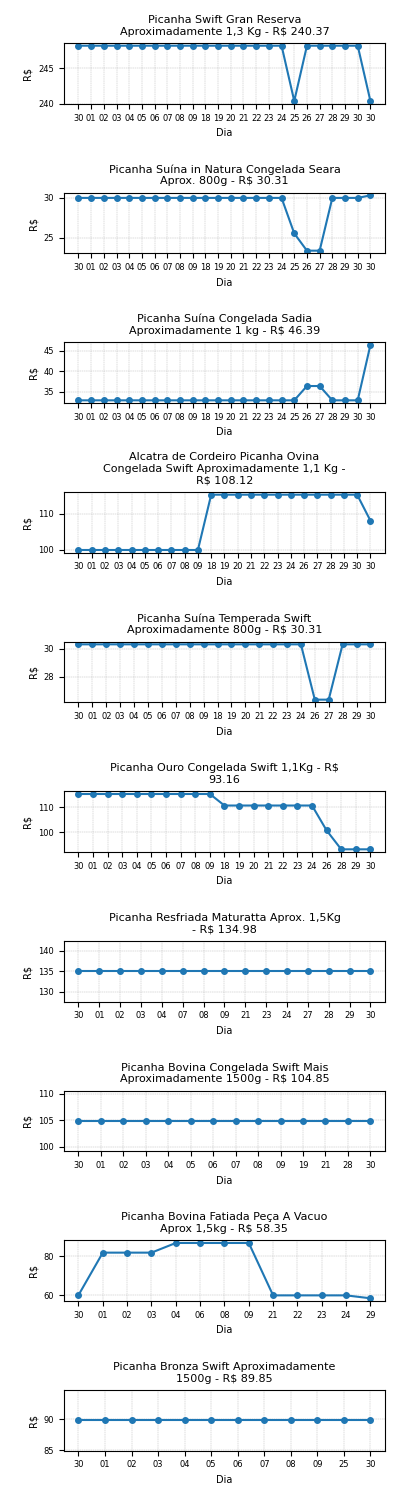 Picanha Swift Gran Reserva
Aproximadamente 1,3 Kg - R$ 240.37
245
240
R$
30 01 02 03 04 05 06 07 08 09 18 19 20 21 22 23 24 25 26 27 28 29 30 30
Dia
Picanha Suína in Natura Congelada Seara
Aprox. 800g - R$ 30.31
30
25
R$
30 01 02 03 04 05 06 07 08 09 18 19 20 21 22 23 24 25 26 27 28 29 30 30
Dia
Picanha Suína Congelada Sadia
Aproximadamente 1 kg - R$ 46.39
45
40
35
R$
30 01 02 03 04 05 06 07 08 09 18 19 20 21 22 23 24 25 26 27 28 29 30 30
Dia
Alcatra de Cordeiro Picanha Ovina
Congelada Swift Aproximadamente 1,1 Kg -
R$ 108.12
110
100
R$
30 01 02 03 04 05 06 07 08 09 18 19 20 21 22 23 24 25 26 27 28 29 30
Dia
Picanha Suína Temperada Swift
Aproximadamente 800g - R$ 30.31
30
28
R$
30 01 02 03 04 05 06 07 08 09 18 19 20 21 22 23 24 26 27 28 29 30
Dia
Picanha Ouro Congelada Swift 1,1Kg - R$
93.16
110
100
R$
30 01 02 03 04 05 06 07 08 09 18 19 20 21 22 23 24 26 28 29 30
Dia
Picanha Resfriada Maturatta Aprox. 1,5Kg
- R$ 134.98
140
135
130
R$
30 01 02 03 04 07 08 09 21 23 24 27 28 29 30
Dia
Picanha Bovina Congelada Swift Mais
Aproximadamente 1500g - R$ 104.85
110
105
100
R$
30 01 02 03 04 05 06 07 08 09 19 21 28 30
Dia
Picanha Bovina Fatiada Peça A Vacuo
Aprox 1,5kg - R$ 58.35
80
60
R$
30 01 02 03 04 06 08 09 21 22 23 24 29
Dia
Picanha Bronza Swift Aproximadamente
1500g - R$ 89.85
90
85
R$
30 01 02 03 04 05 06 07 08 09 25 30
Dia